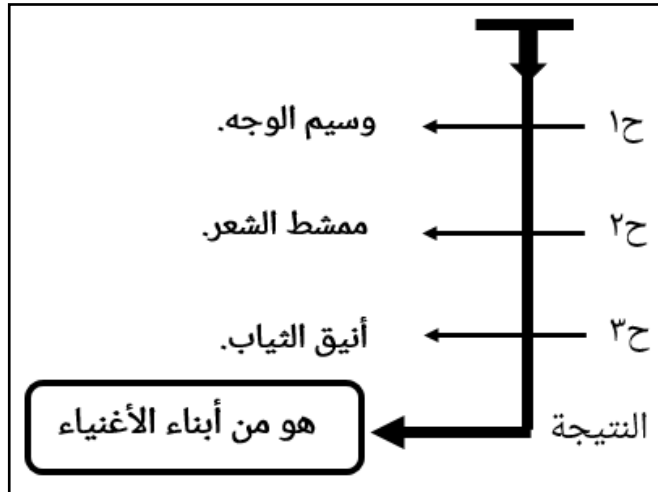 ح١ وسيم الوجه.
ح٢ ممشط الشعر.
ح٣ أنيق الثياب.
النتيجة هو من أبناء الأغنياء